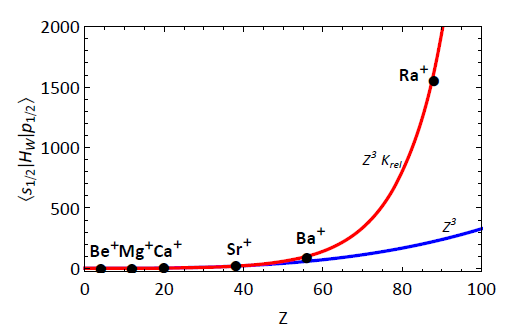 2000
1500
1000
500
0
⟨s1/2|HW|p1/2⟩
Ra+
Z3 Krel
Z3
Be+ Mg+ Ca+ Sr+ Ba+
0 20 40 60 80 100
Z